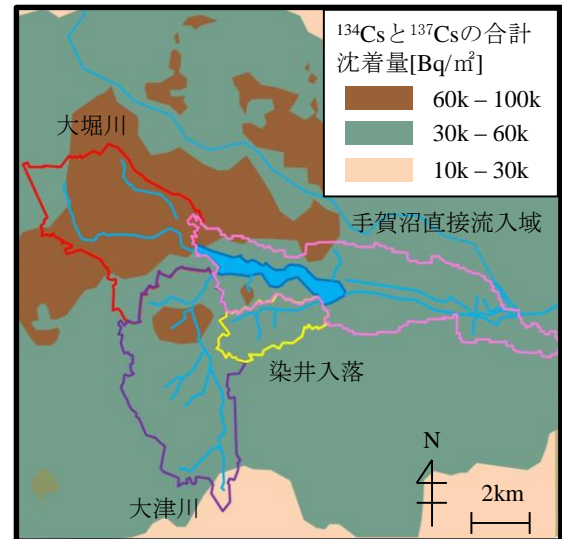 ¹³⁴Csと¹³⁷Csの合計
沈着量[Bq/㎡]
60k – 100k
30k – 60k
10k – 30k
大堀川
手賀沼直接流入域
染井入落
大津川
N
2km